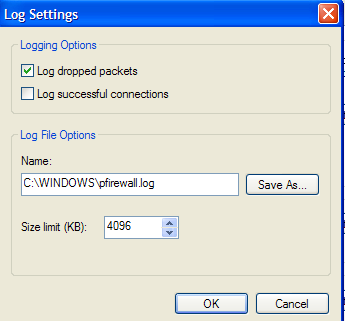 Log Settings
Logging Options
Log dropped packets
Log successful connections
Log File Options
Name:
C:\WINDOWS\pfirewall.log
Save As...
Size limit (KB):
4096
OK
Cancel